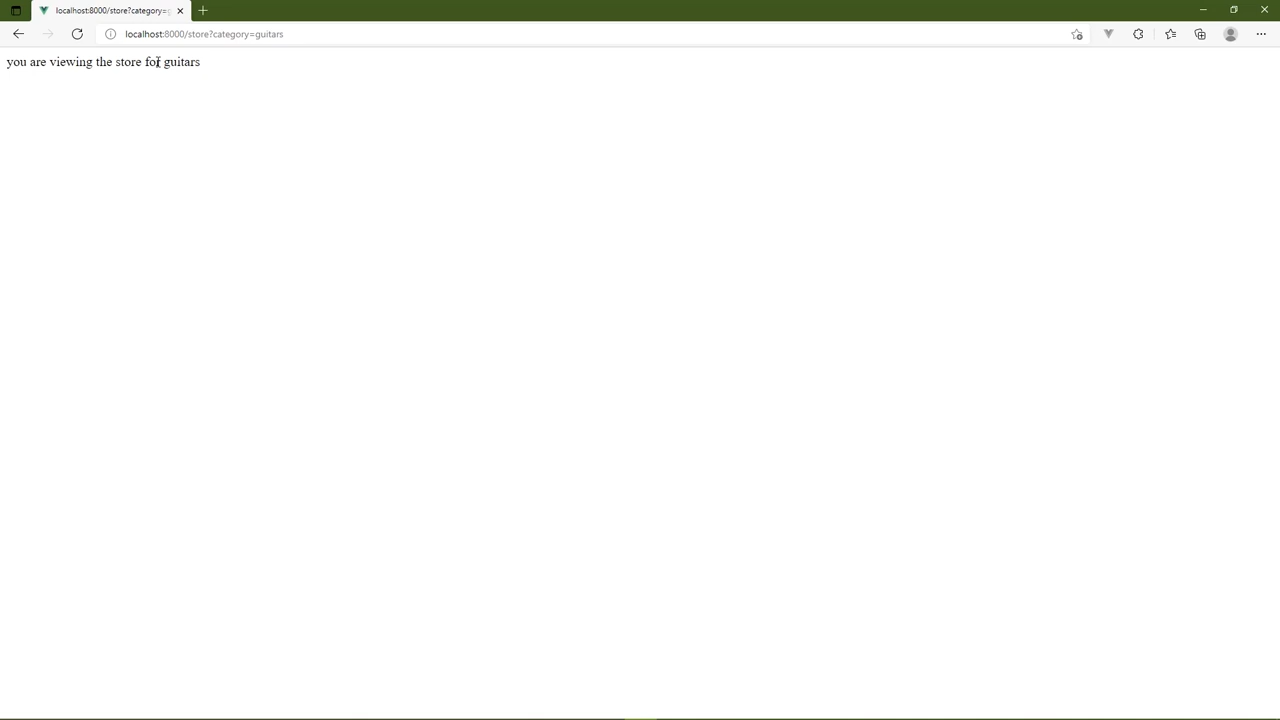 localhost:8000/store?category=g
localhost:8000/store?category=guitars
you are viewing the store for guitars